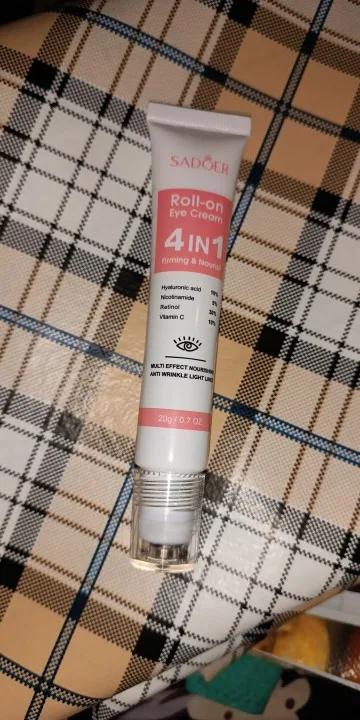 SADOER
Roll-on
Eye Cream
4 IN 1
Firming & Nourish
Hyaluronic acid
Nicotinamide 5%
Retinol
Vitamin C
MULTI EFFECT NOURISHING
ANTI WRINKLE LIGHT LINES
20g / 0.7 OZ